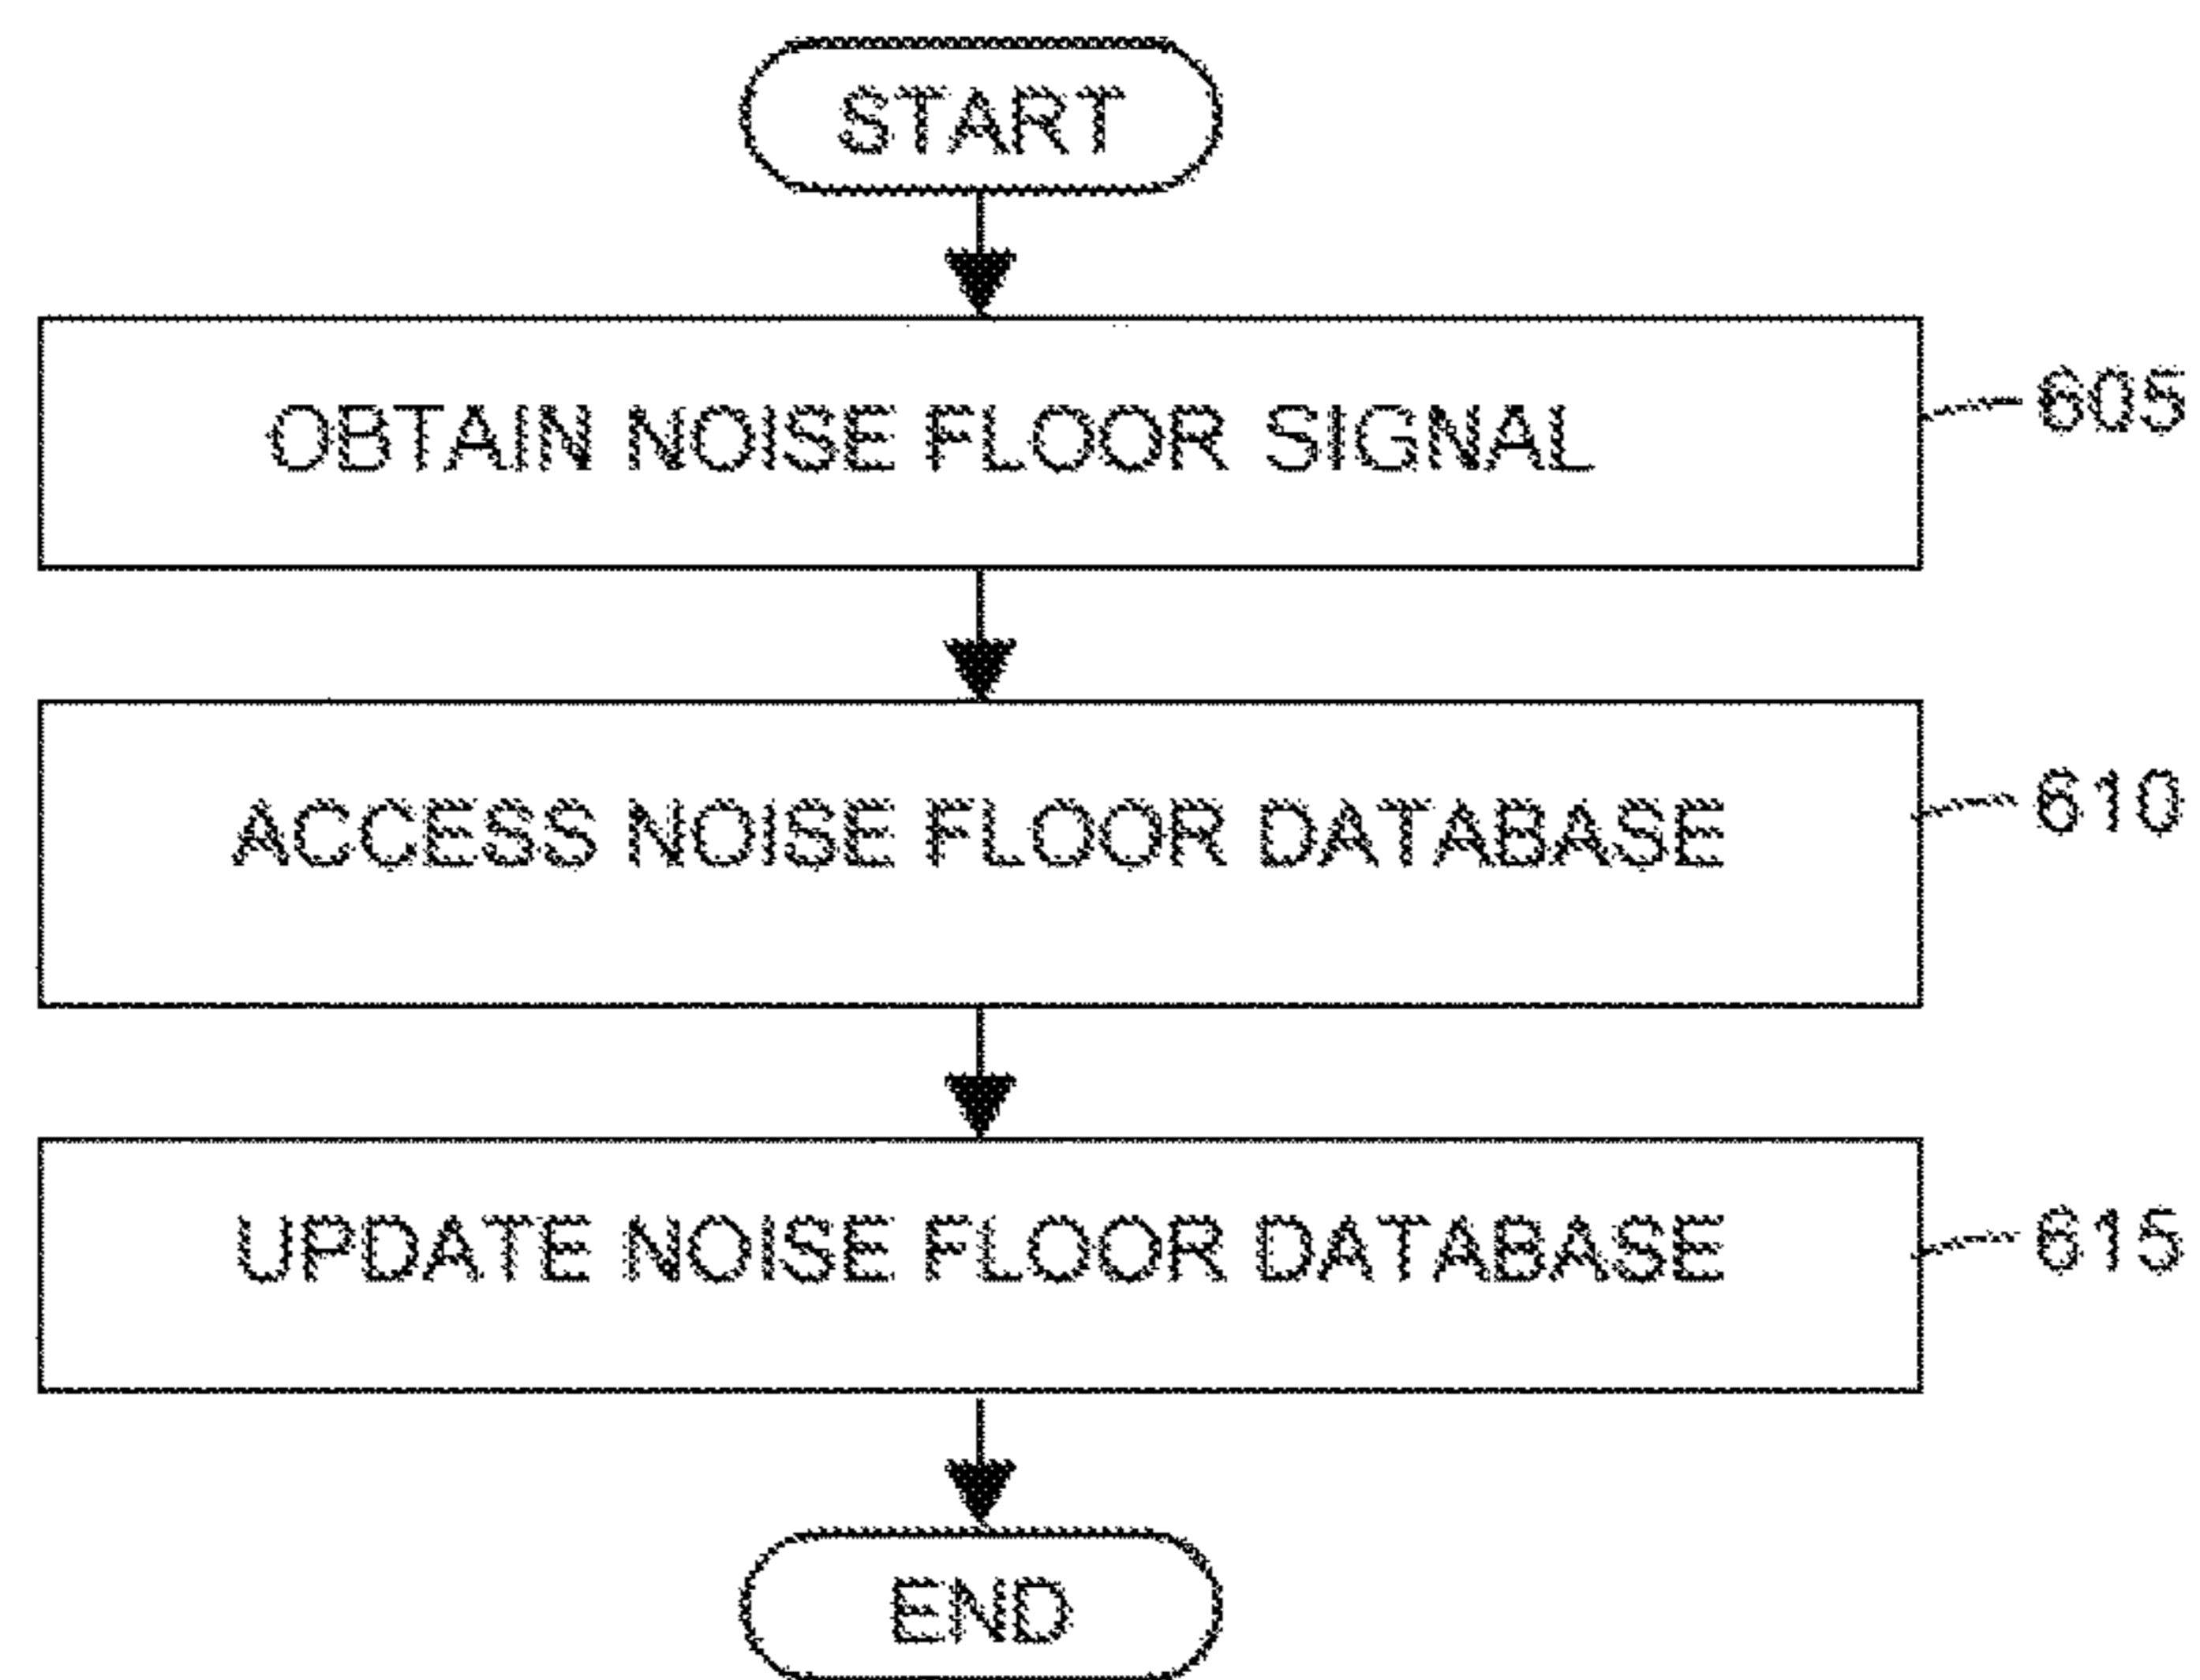 START
OBTAIN NOISE FLOOR SIGNAL
605
ACCESS NOISE FLOOR DATABASE
610
UPDATE NOISE FLOOR DATABASE
615
END